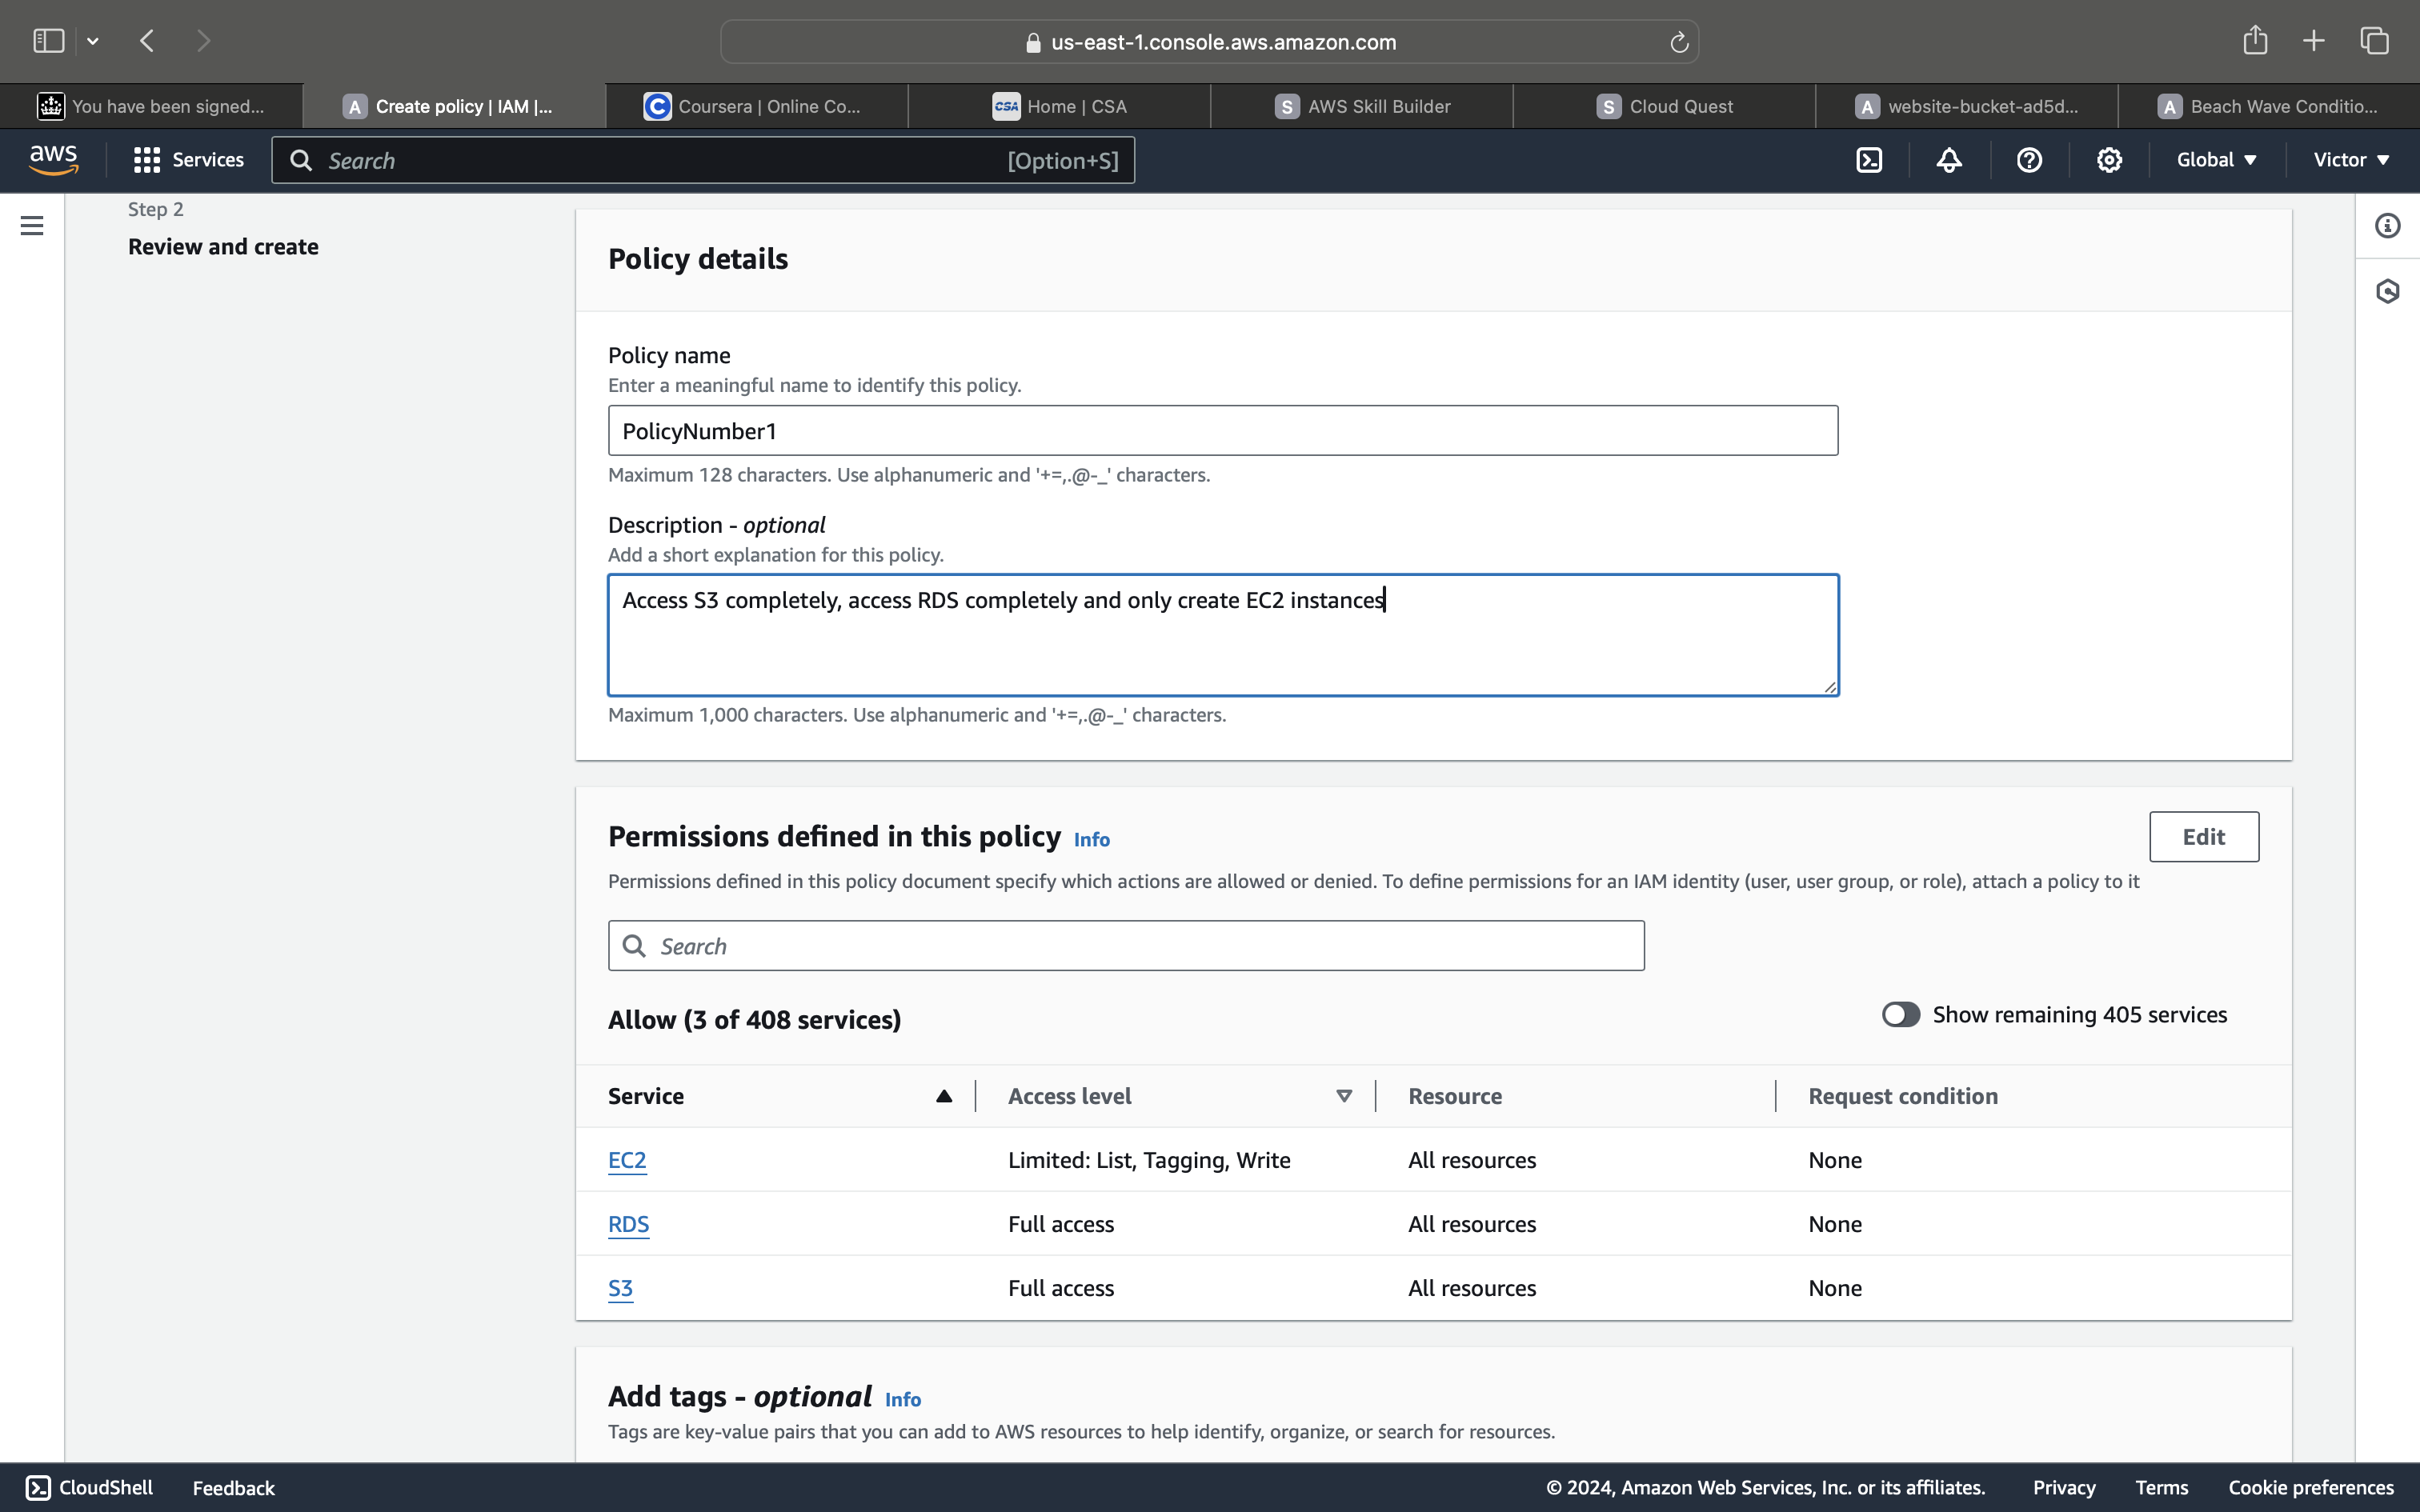 us-east-1.console.aws.amazon.com
You have been signed...
A Create policy | IAM |...
C Coursera | Online Co...
CSA Home | CSA
S AWS Skill Builder
S Cloud Quest
A website-bucket-ad5d...
A Beach Wave Conditio...
aws
Services
Search
[Option+S]
Global
Victor
Step 2
Review and create
Policy details
Policy name
Enter a meaningful name to identify this policy.
PolicyNumber1
Maximum 128 characters. Use alphanumeric and '+=,.@-_' characters.
Description - optional
Add a short explanation for this policy.
Access S3 completely, access RDS completely and only create EC2 instances
Maximum 1,000 characters. Use alphanumeric and '+=,.@-_' characters.
Permissions defined in this policy Info
Edit
Permissions defined in this policy document specify which actions are allowed or denied. To define permissions for an IAM identity (user, user group, or role), attach a policy to it
Search
Allow (3 of 408 services)
Show remaining 405 services
Service Access level Resource Request condition
EC2 Limited: List, Tagging, Write All resources None
RDS Full access All resources None
S3 Full access All resources None
Add tags - optional Info
Tags are key-value pairs that you can add to AWS resources to help identify, organize, or search for resources.
CloudShell Feedback © 2024, Amazon Web Services, Inc. or its affiliates. Privacy Terms Cookie preferences